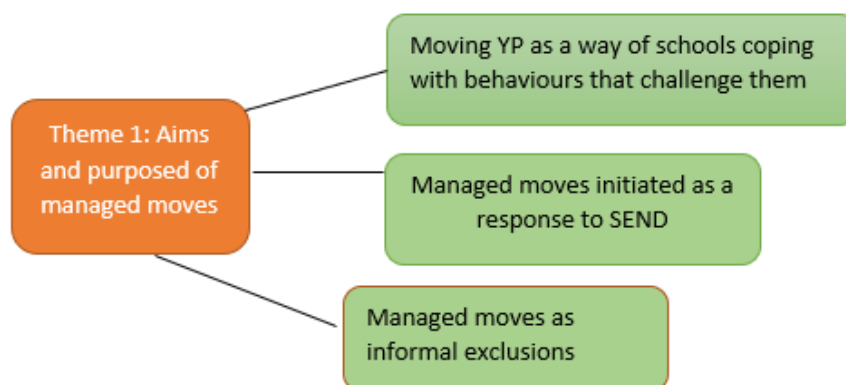 Moving YP as a way of schools coping
with behaviours that challenge them
Theme 1: Aims
and purposed of
managed moves
Managed moves initiated as a
response to SEND
Managed moves as
informal exclusions